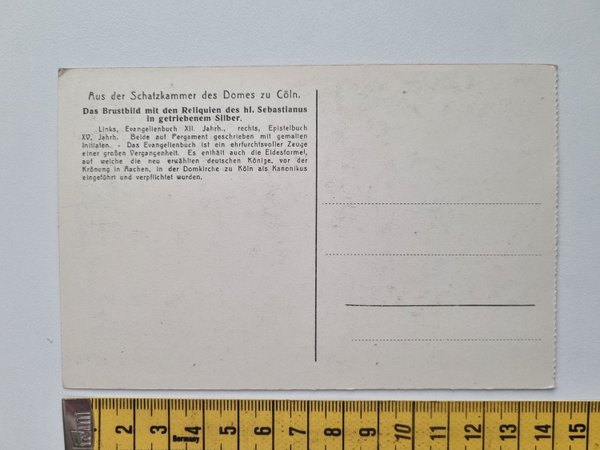 Aus der Schatzkammer des Domes zu Cöln.
Das Brustbild mit den Reliquien des hl. Sebastianus
in getriebenem Silber.
Links, Evangelienbuch XII. Jahrh., rechts, Epistelbuch
XV. Jahrh. Beide auf Pergament geschrieben mit gemalten
Initialen. - Das Evangelienbuch ist ein ehrfurchtsvoller Zeuge
einer großen Vergangenheit. Es enthält auch die Eidesformel,
auf welche die neu erwählten deutschen Könige, vor der
Krönung in Aachen, in der Domkirche zu Köln als Kanonikus
eingeführt und verpflichtet wurden.
2 3 4 5 6 7 8 9 10 11 12 13 14 15
Germany